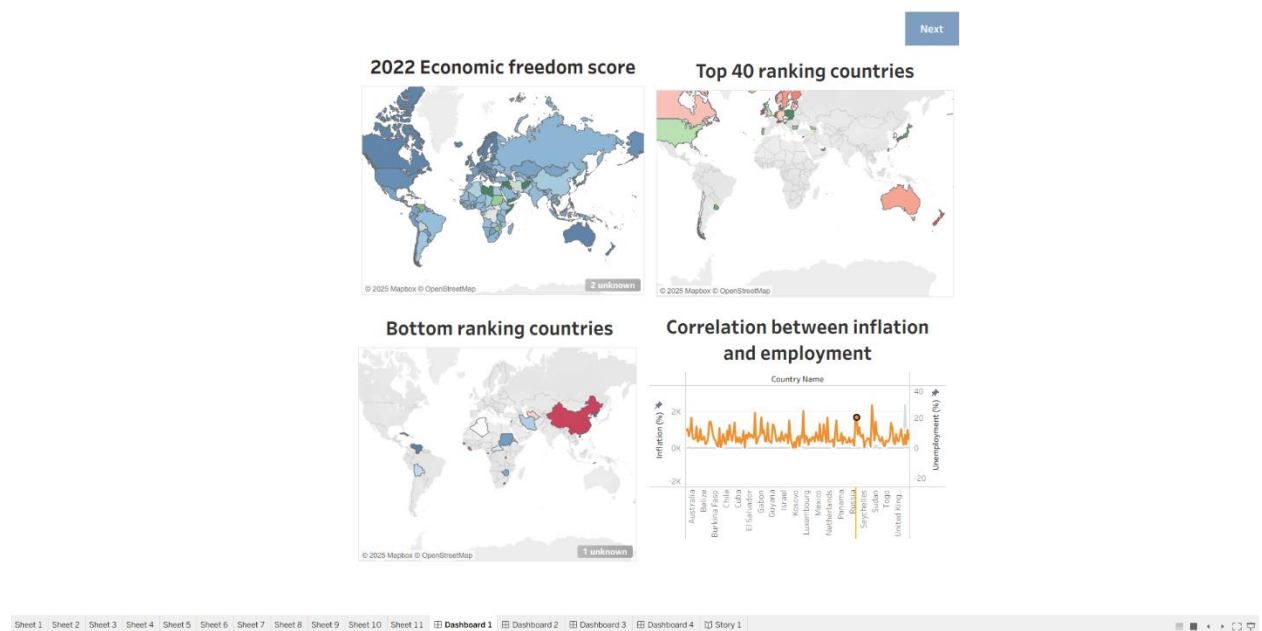 Next
2022 Economic freedom score
Top 40 ranking countries
© 2025 Mapbox © OpenStreetMap
2 unknown
© 2025 Mapbox © OpenStreetMap
Bottom ranking countries
Correlation between inflation
and employment
© 2025 Mapbox © OpenStreetMap
1 unknown
Country Name
Inflation (%)
2K
0K
-2K
40
20
0
-20
Unemployment (%)
Australia
Belize
Burkina Faso
Chile
Cuba
El Salvador
Gabon
Guyana
Israel
Kosovo
Luxembourg
Mexico
Netherlands
Panama
Russia
Seychelles
Sudan
Togo
United King..
Sheet 1 Sheet 2 Sheet 3 Sheet 4 Sheet 5 Sheet 6 Sheet 7 Sheet 8 Sheet 9 Sheet 10 Sheet 11 Dashboard 1 Dashboard 2 Dashboard 3 Dashboard 4 Story 1